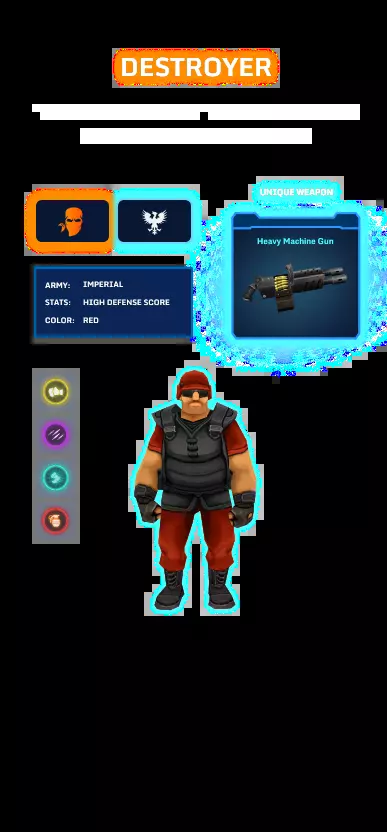 DESTROYER
UNIQUE WEAPON
Heavy Machine Gun
ARMY: IMPERIAL
STATS: HIGH DEFENSE SCORE
COLOR: RED